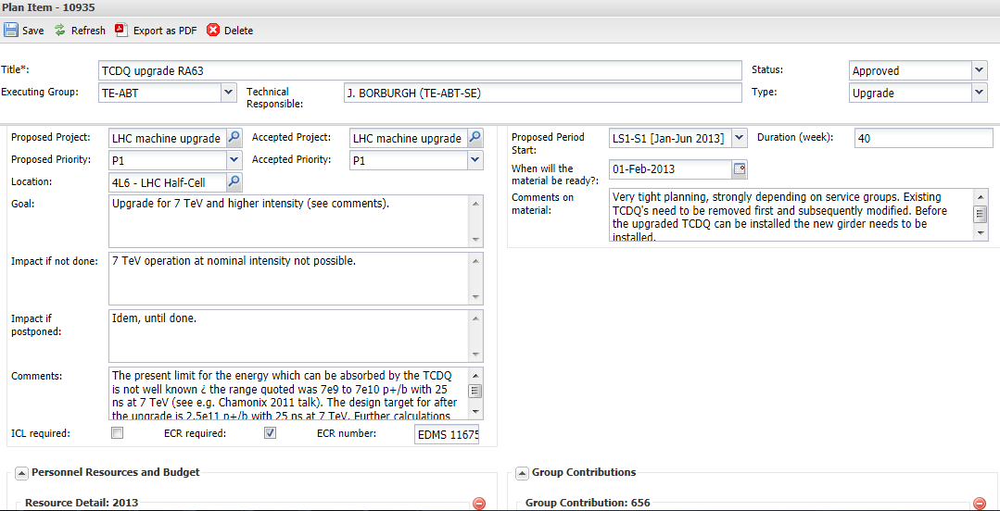 Plan Item - 10935
Save Refresh Export as PDF Delete
Title*: TCDQ upgrade RA63 Status: Approved
Executing Group: TE-ABT Technical Responsible: J. BORBURGH (TE-ABT-SE) Type: Upgrade
Proposed Project: LHC machine upgrade Accepted Project: LHC machine upgrade
Proposed Priority: P1 Accepted Priority: P1
Location: 4L6 - LHC Half-Cell
Goal: Upgrade for 7 TeV and higher intensity (see comments).
Impact if not done: 7 TeV operation at nominal intensity not possible.
Impact if postponed: Idem, until done.
Comments: The present limit for the energy which can be absorbed by the TCDQ
is not well known ¿ the range quoted was 7e9 to 7e10 p+/b with 25
ns at 7 TeV (see e.g. Chamonix 2011 talk). The design target for after
the upgrade is 2.5e11 p+/b with 25 ns at 7 TeV. Further calculations
ICL required: ECR required: ECR number: EDMS 11675
Proposed Period Start: LS1-S1 [Jan-Jun 2013] Duration (week): 40
When will the material be ready?: 01-Feb-2013
Comments on material: Very tight planning, strongly depending on service groups. Existing
TCDQ's need to be removed first and subsequently modified. Before
the upgraded TCDQ can be installed the new girder needs to be
installed.
Personnel Resources and Budget
Resource Detail: 2013
Group Contributions
Group Contribution: 656